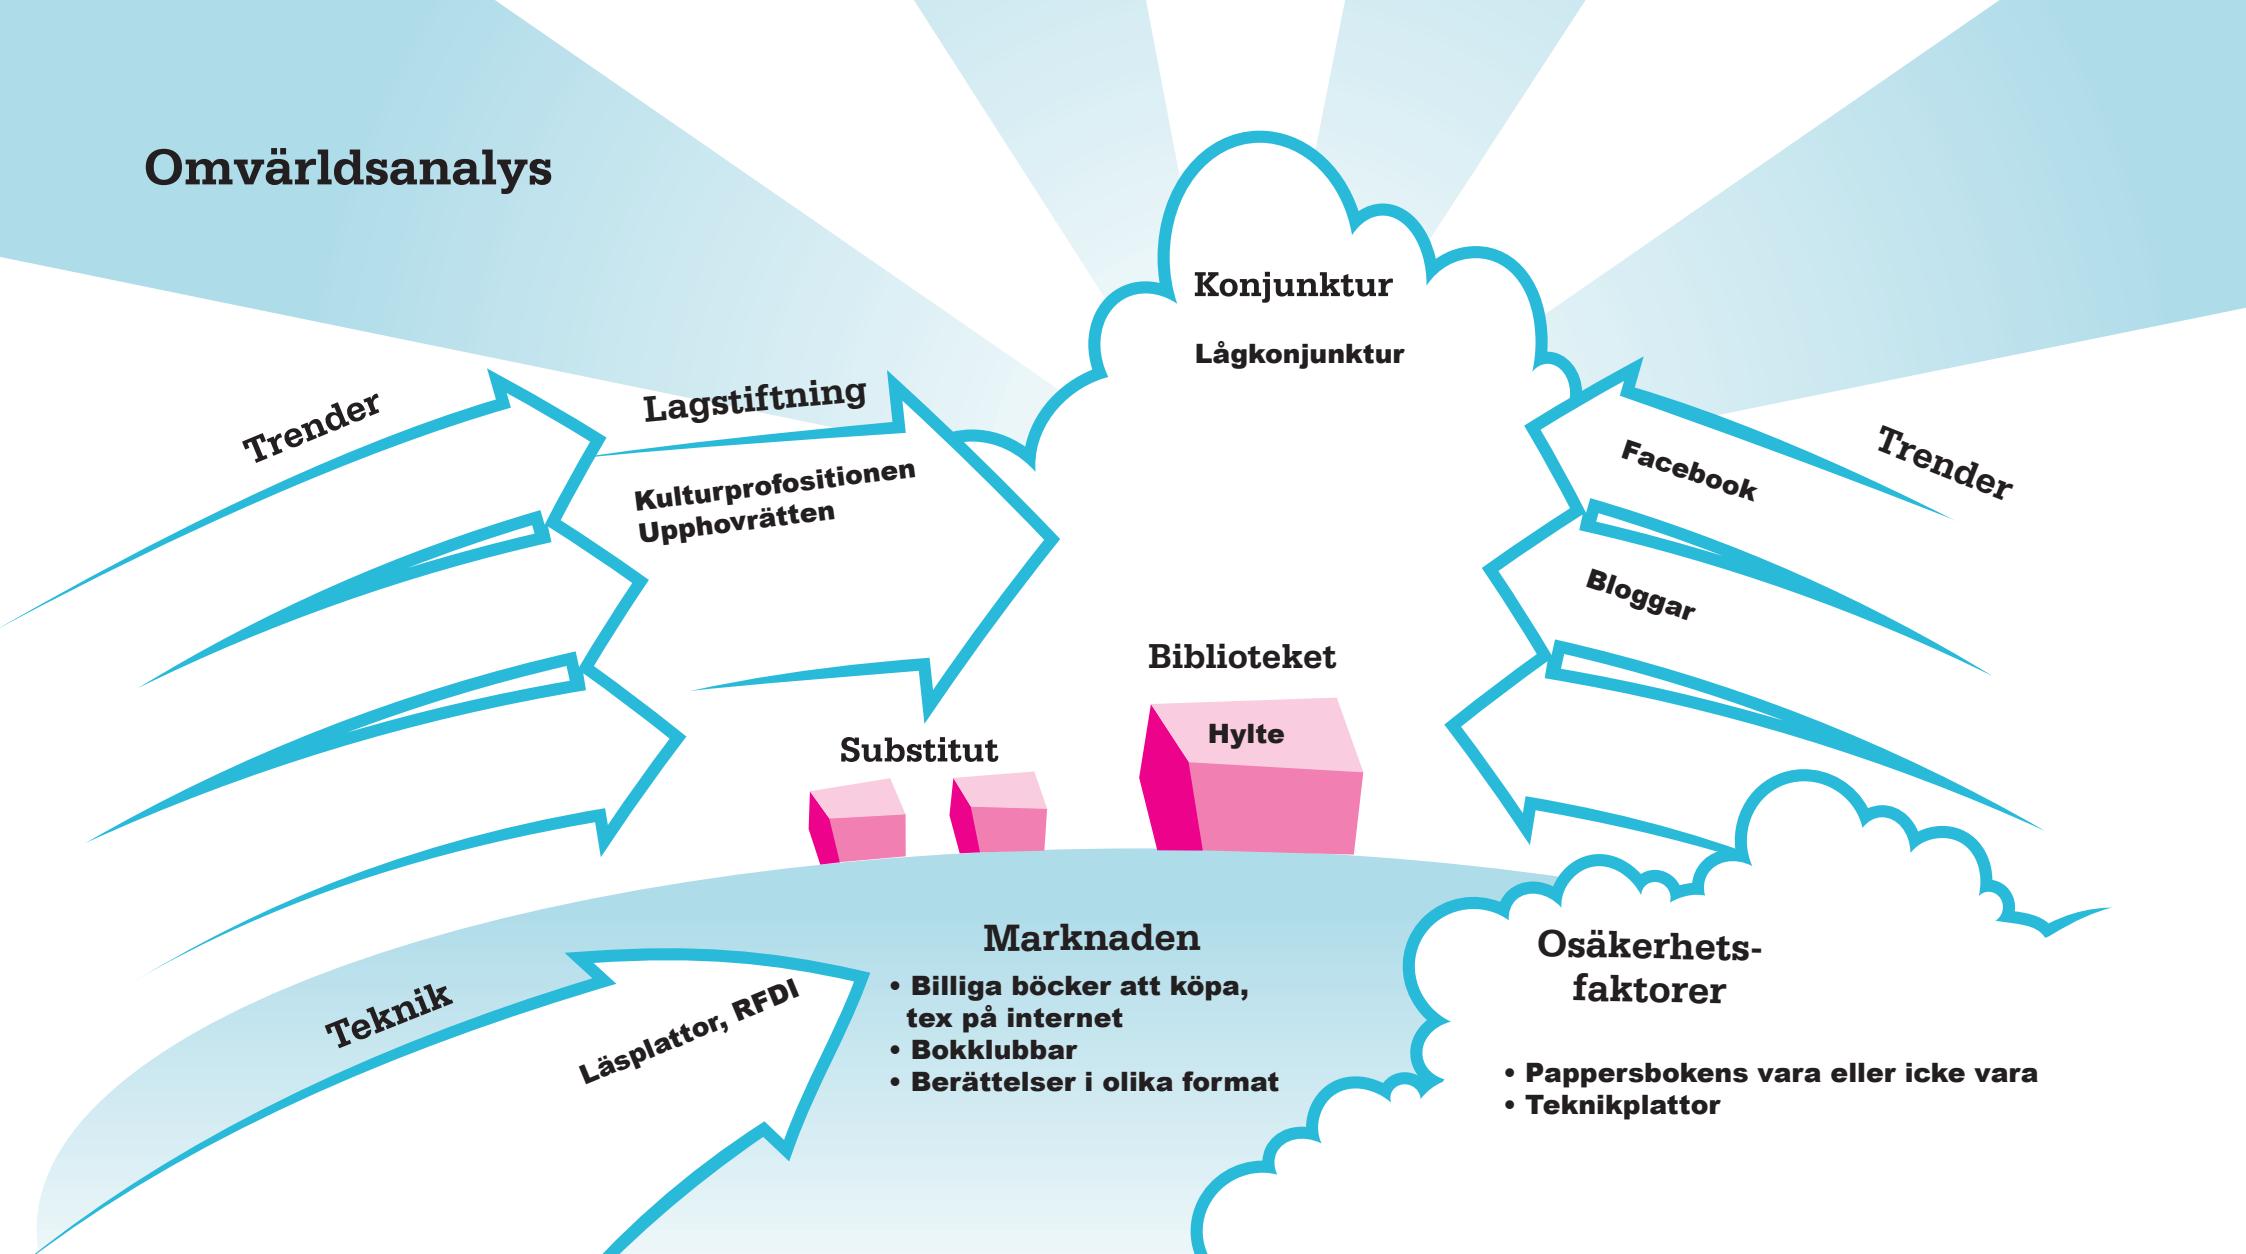 Omvärldsanalys
Konjunktur
Lågkonjunktur
Trender
Lagstiftning
Kulturprofositionen
Upphovrätten
Trender
Facebook
Bloggar
Biblioteket
Hylte
Substitut
Teknik
Läsplattor, RFDI
Marknaden
• Billiga böcker att köpa,
tex på internet
• Bokklubbar
• Berättelser i olika format
Osäkerhets-
faktorer
• Pappersbokens vara eller icke vara
• Teknikplattor